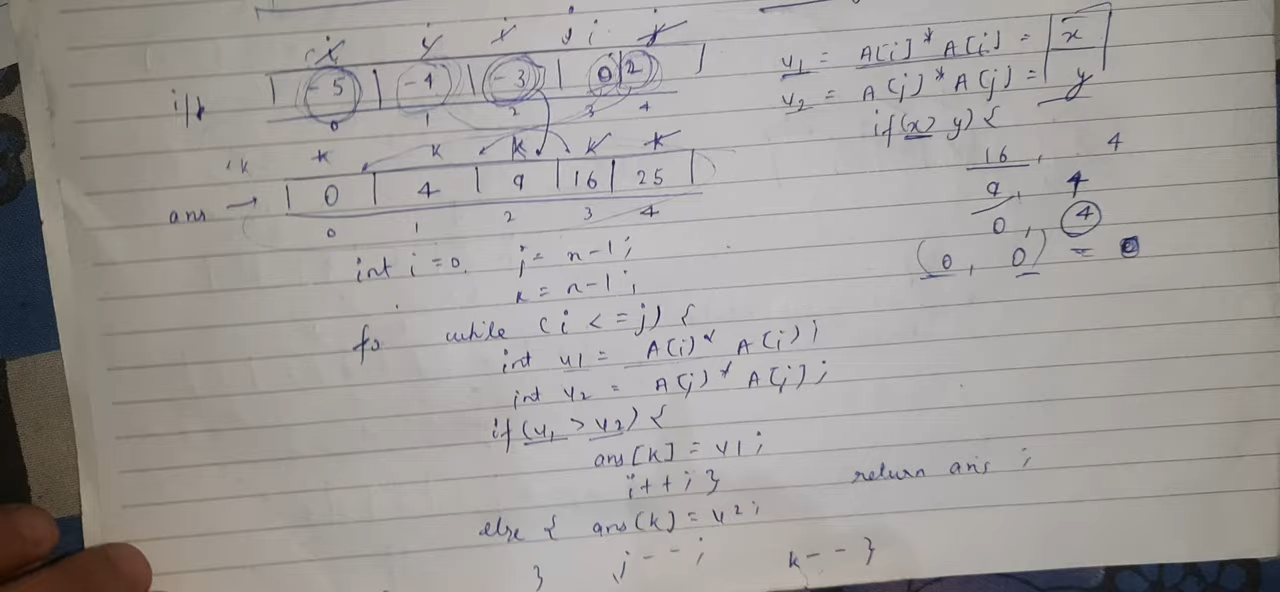 i/p | -5 | -4 | -3 | 0 | 2 |
0 1 2 3 4
k k k k k k
ans → | 0 | 4 | 9 | 16 | 25 |
0 1 2 3 4
v1 = A[i] * A[i] = x
v2 = A(j) * A(j) = y
if(x> y) {
16, 4
9, 4
0, 4
(0, 0) = 0
int i = 0, j = n-1;
k = n-1;
fo while (i <= j) {
int v1 = A(i) * A(i);
int v2 = A(j) * A(j];
if (v1 > v2) {
ans[k] = v1;
i++; }
return ans ;
else { ans(k) = v2;
} j--; k-- }